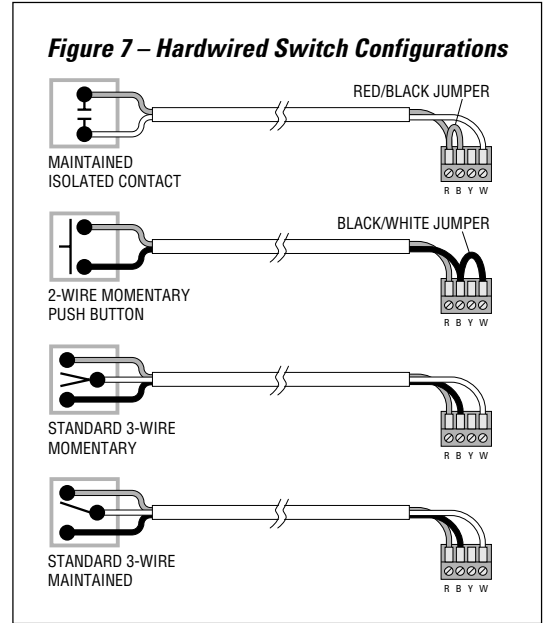 Figure 7 – Hardwired Switch Configurations
RED/BLACK JUMPER
MAINTAINED
ISOLATED CONTACT
R B Y W
BLACK/WHITE JUMPER
2-WIRE MOMENTARY
PUSH BUTTON
R B Y W
STANDARD 3-WIRE
MOMENTARY
R B Y W
STANDARD 3-WIRE
MAINTAINED
R B Y W